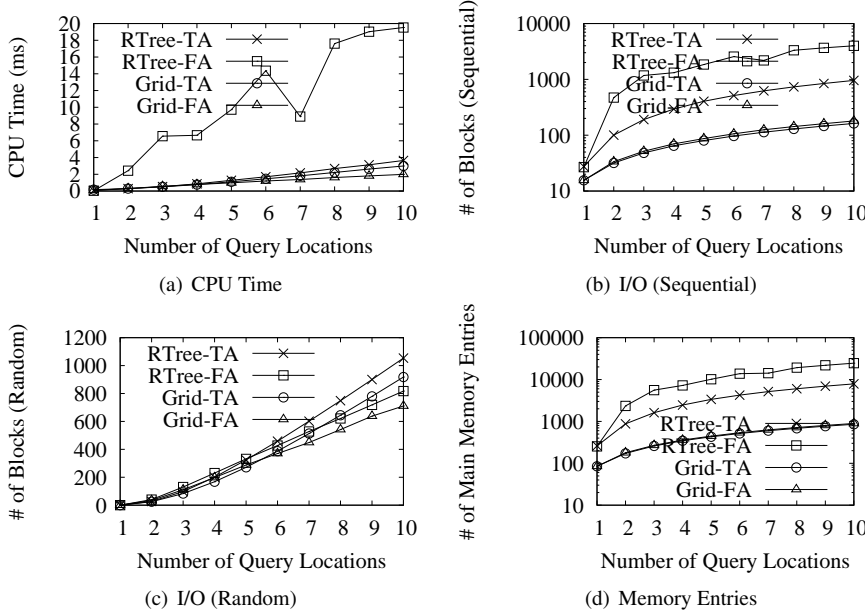 CPU Time (ms)
20
18
16
14
12
10
8
6
4
2
0
RTree-TA
RTree-FA
Grid-TA
Grid-FA
1 2 3 4 5 6 7 8 9 10
Number of Query Locations
(a) CPU Time
# of Blocks (Sequential)
10000
1000
100
10
RTree-TA
RTree-FA
Grid-TA
Grid-FA
1 2 3 4 5 6 7 8 9 10
Number of Query Locations
(b) I/O (Sequential)
# of Blocks (Random)
1200
1000
800
600
400
200
0
RTree-TA
RTree-FA
Grid-TA
Grid-FA
1 2 3 4 5 6 7 8 9 10
Number of Query Locations
(c) I/O (Random)
# of Main Memory Entries
100000
10000
1000
100
10
RTree-TA
RTree-FA
Grid-TA
Grid-FA
1 2 3 4 5 6 7 8 9 10
Number of Query Locations
(d) Memory Entries